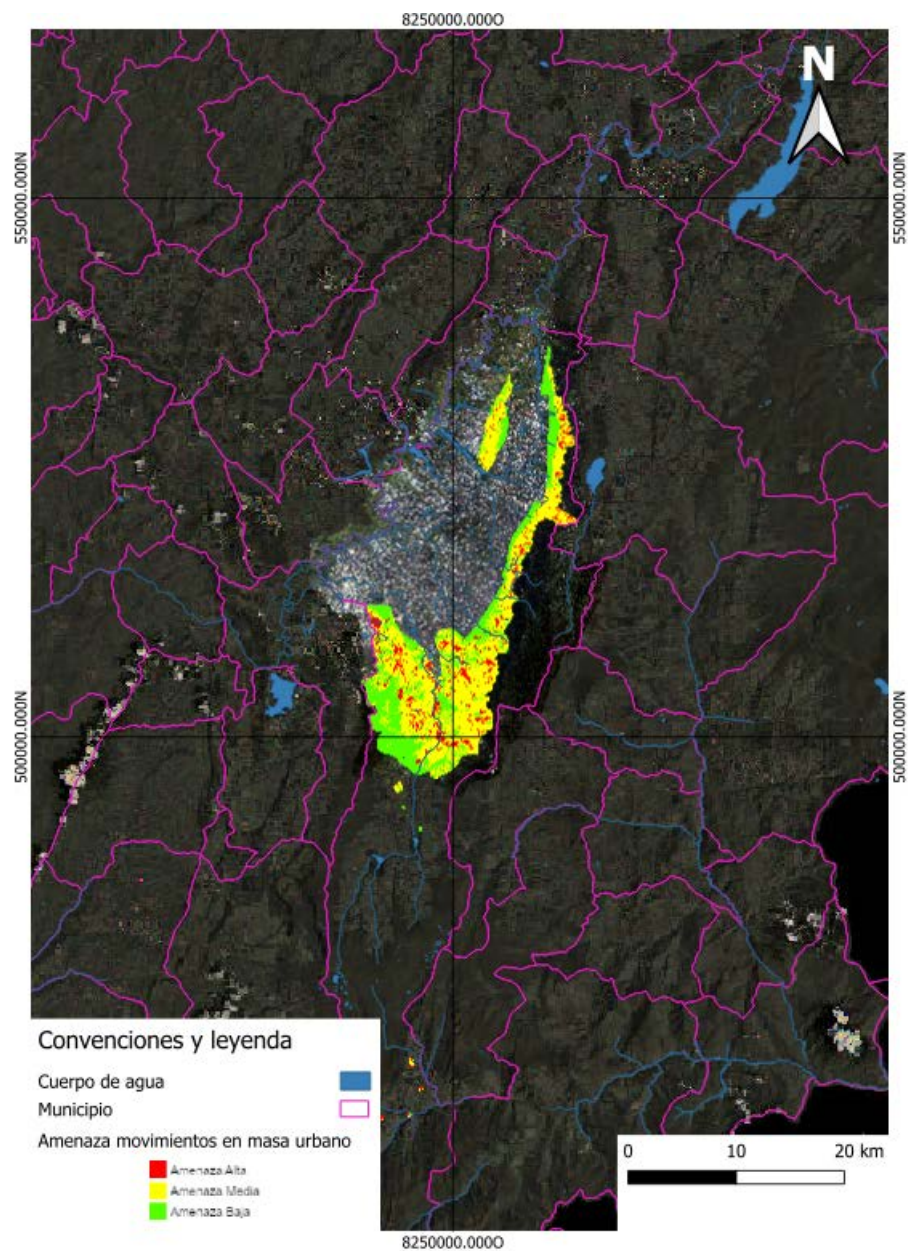 8250000.000O
N
550000.000N
550000.000N
500000.000N
500000.000N
Convenciones y leyenda
Cuerpo de agua
Municipio
Amenaza movimientos en masa urbano
Amenaza Alta
Amenaza Media
Amenaza Baja
0 10 20 km
8250000.000O